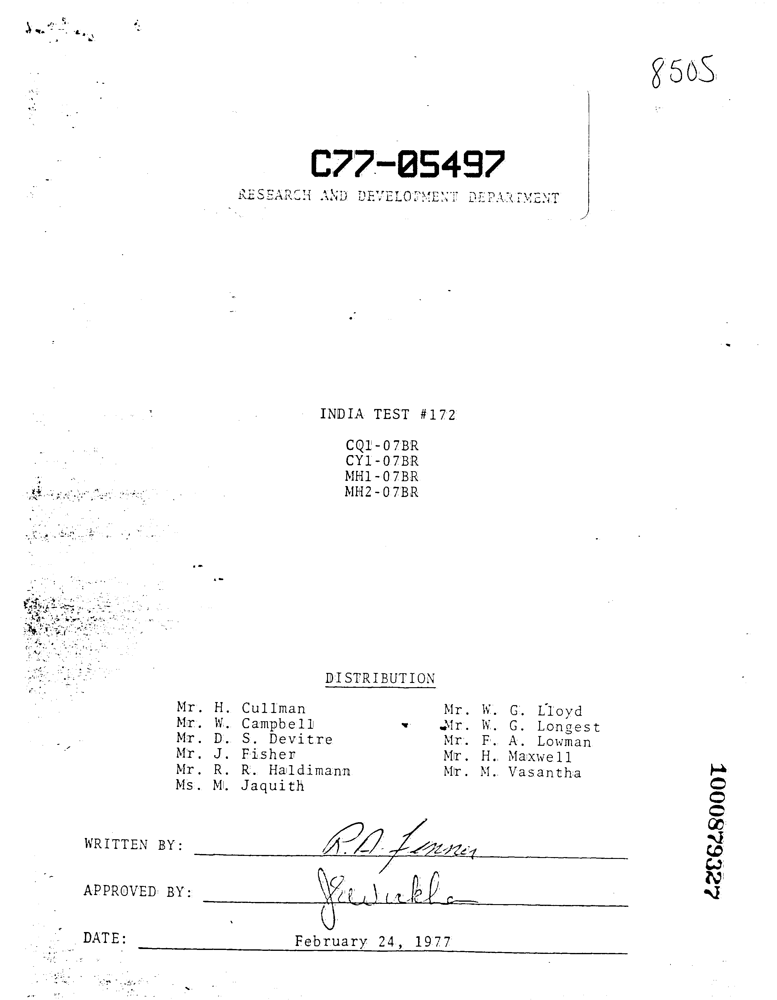 8505
C77-05497
RESEARCH AND DEVELOPMENT DEPARTMENT
INDIA TEST #172
CQ1-07BR
CY1-07BR
MH1-07BR
MH2-07BR
DISTRIBUTION
Mr. H. Cullman
Mr. W. Campbell
Mr. D. S. Devitre
Mr. J. Fisher
Mr. R. R. Haldimann
Ms. M. Jaquith
Mr. W. G. Lloyd
Mr. W. G. Longest
Mr. F. A. Lowman
Mr. H. Maxwell
Mr. M. Vasantha
WRITTEN BY: R.D. Fenner
APPROVED BY:
DATE: February 24, 1977
1000879327